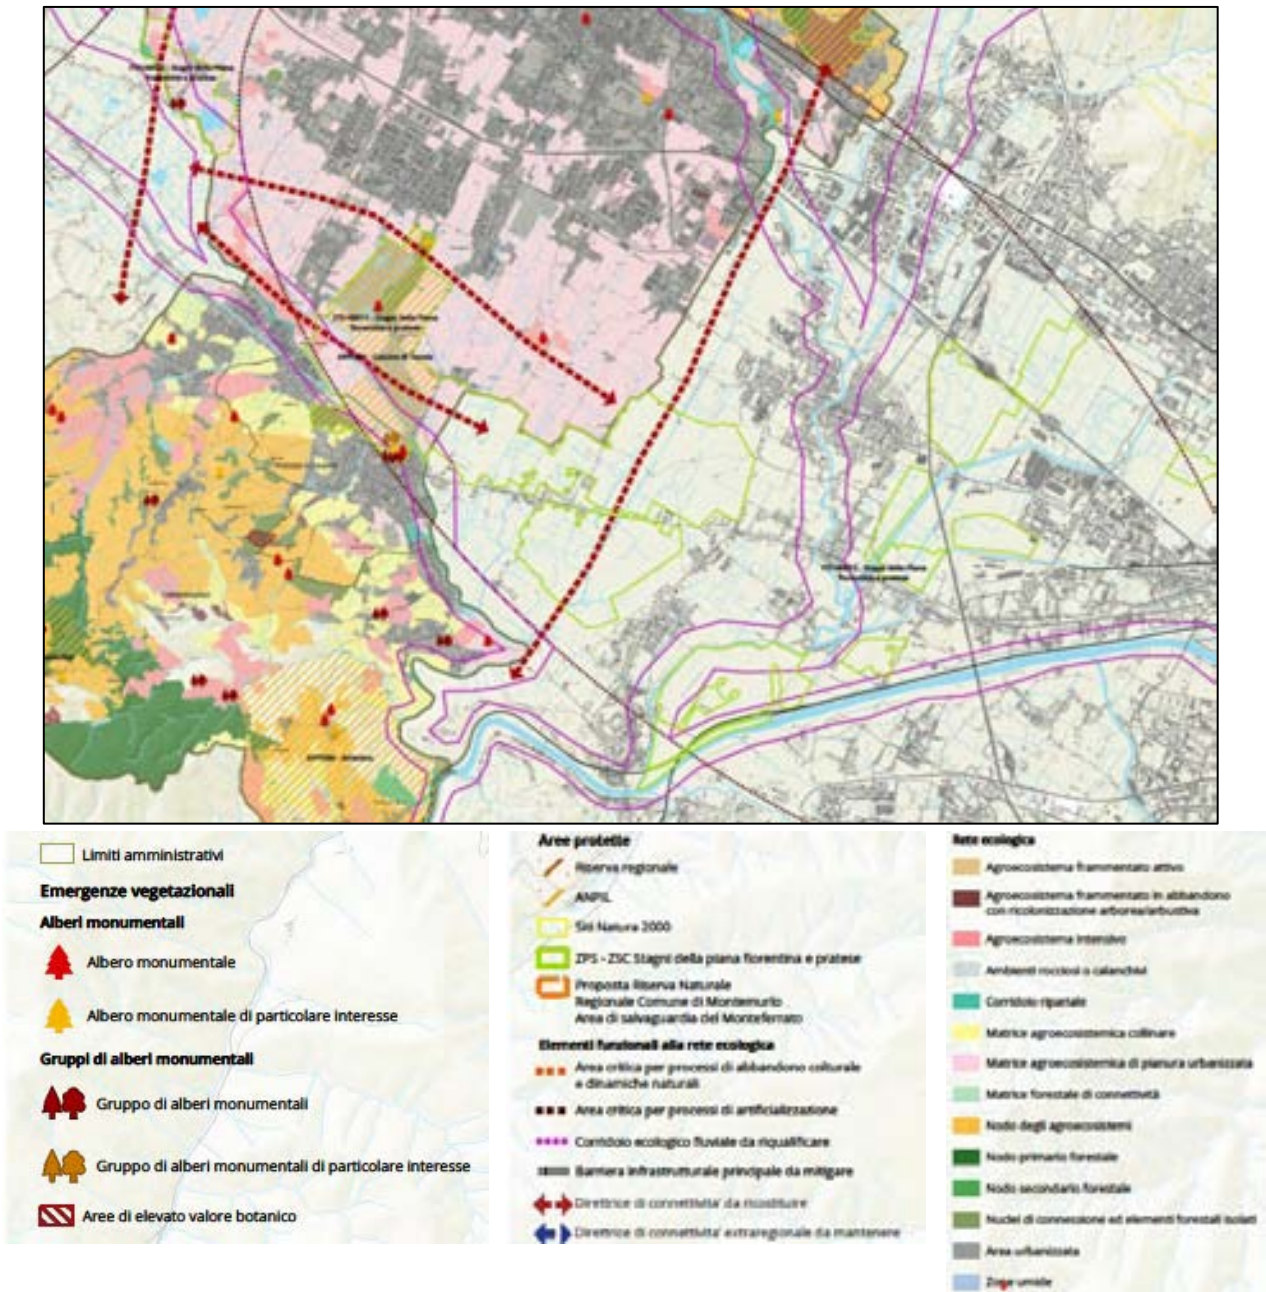 Limiti amministrativi
Emergenze vegetazionali
Alberi monumentali
Albero monumentale
Albero monumentale di particolare interesse
Gruppi di alberi monumentali
Gruppo di alberi monumentali
Gruppo di alberi monumentali di particolare interesse
Aree di elevato valore botanico
Aree protette
Riserva regionale
ANPIL
Siti Natura 2000
ZPS - ZSC Stagni della piana fiorentina e pratese
Proposta Riserva Naturale
Regionale Comune di Montemurlo
Area di salvaguardia del Monteferrato
Elementi funzionali alla rete ecologica
Area critica per processi di abbandono colturale
e dinamiche naturali
Area critica per processi di artificializzazione
Corridoio ecologico fluviale da riqualificare
Barriera infrastrutturale principale da mitigare
Direttrice di connettivita' da ricostituire
Direttrice di connettivita' extraregionale da mantenere
Rete ecologica
Agroecosistema frammentato attivo
Agroecosistema frammentato in abbandono
con ricolonizzazione arborea/arbustiva
Agroecosistema intensivo
Ambienti rocciosi o calanchivi
Corridoio ripariale
Matrice agroecosistemica collinare
Matrice agroecosistemica di pianura urbanizzata
Matrice forestale di connettività
Nodo degli agroecosistemi
Nodo primario forestale
Nodo secondario forestale
Nuclei di connessione ed elementi forestali isolati
Area urbanizzata
Zone umide